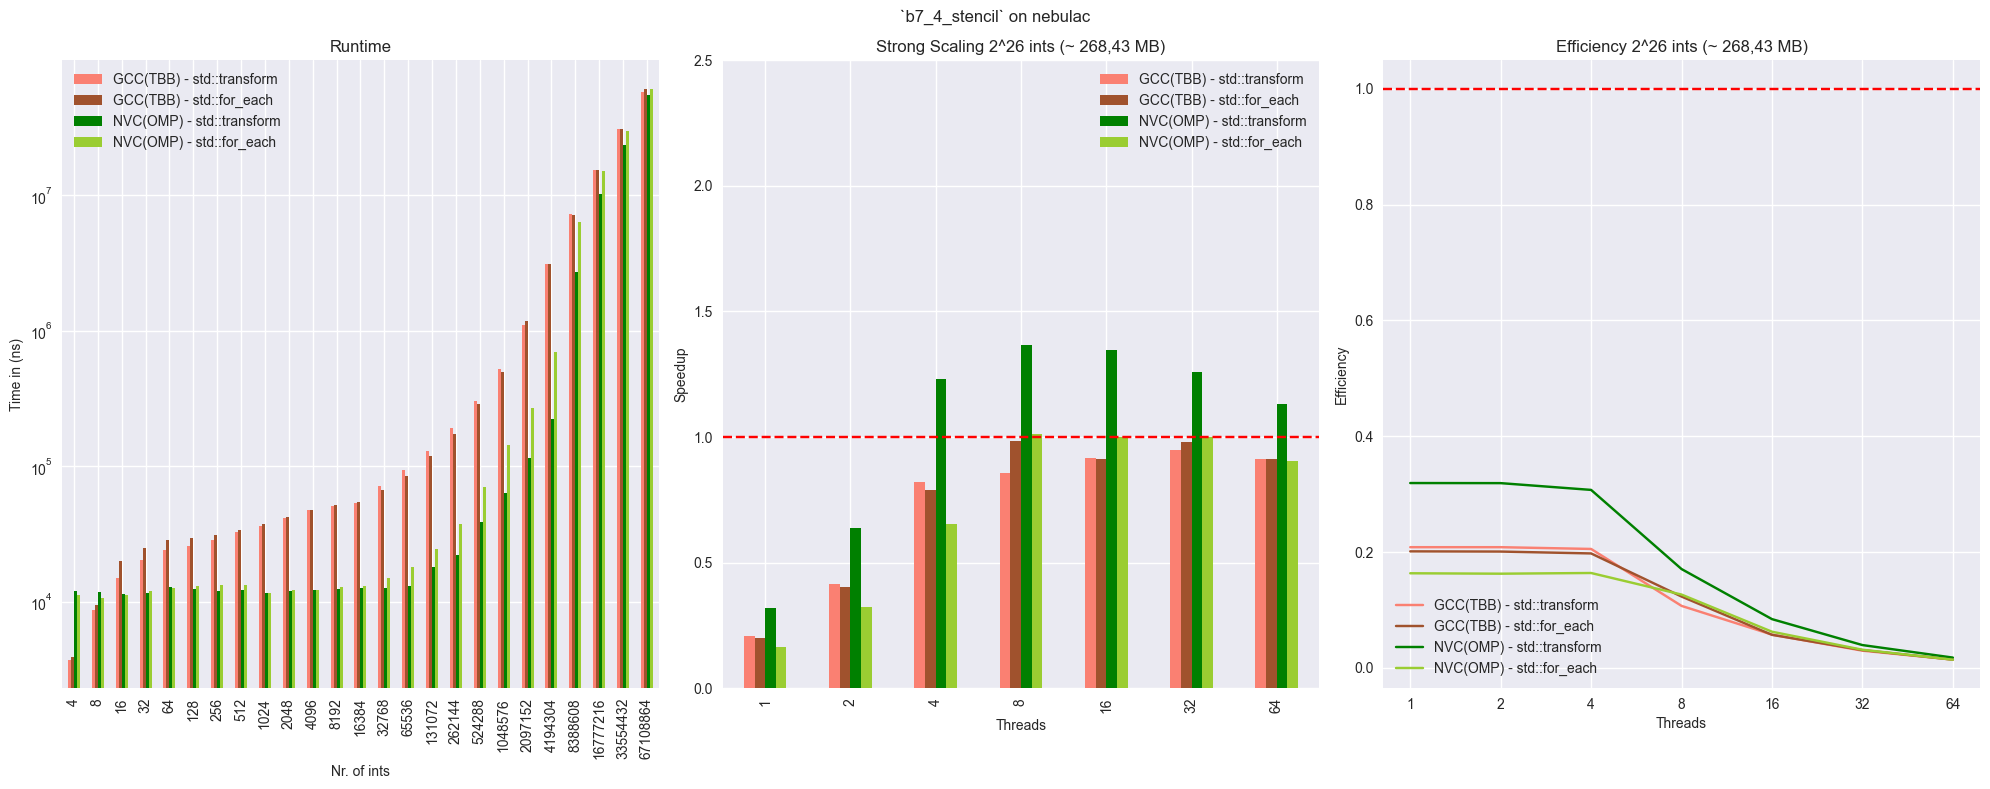 `b7_4_stencil` on nebulac
Runtime
GCC(TBB) - std::transform
GCC(TBB) - std::for_each
NVC(OMP) - std::transform
NVC(OMP) - std::for_each
10^7
10^6
10^5
10^4
Time in (ns)
4
8
16
32
64
128
256
512
1024
2048
4096
8192
16384
32768
65536
131072
262144
524288
1048576
2097152
4194304
8388608
16777216
33554432
67108864
Nr. of ints
Strong Scaling 2^26 ints (~ 268,43 MB)
GCC(TBB) - std::transform
GCC(TBB) - std::for_each
NVC(OMP) - std::transform
NVC(OMP) - std::for_each
2.5
2.0
1.5
1.0
0.5
0.0
Speedup
1
2
4
8
16
32
64
Threads
Efficiency 2^26 ints (~ 268,43 MB)
1.0
0.8
0.6
0.4
0.2
0.0
Efficiency
GCC(TBB) - std::transform
GCC(TBB) - std::for_each
NVC(OMP) - std::transform
NVC(OMP) - std::for_each
1
2
4
8
16
32
64
Threads